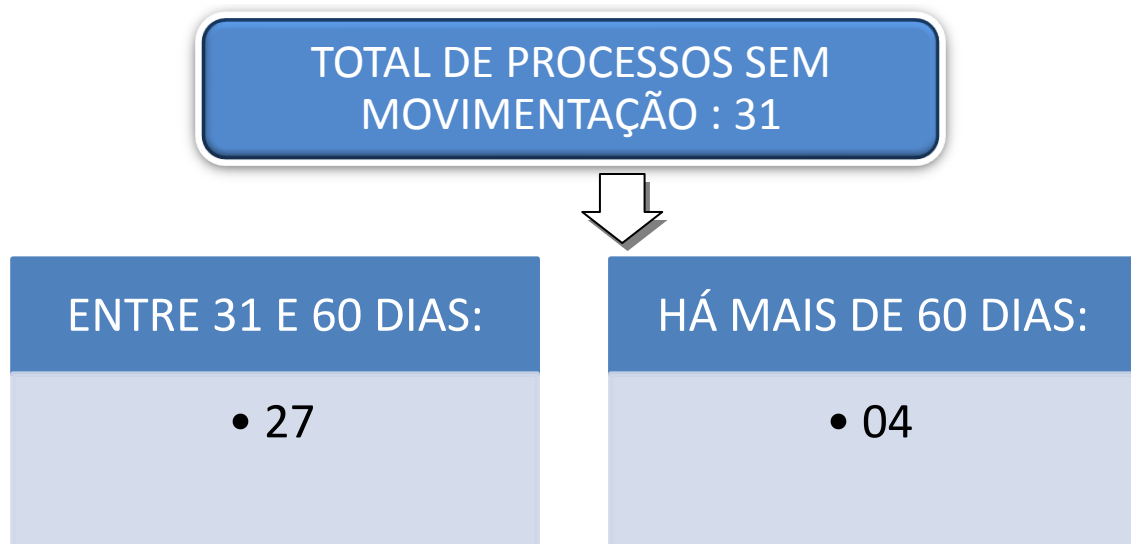 TOTAL DE PROCESSOS SEM
MOVIMENTAÇÃO : 31
ENTRE 31 E 60 DIAS:
• 27
HÁ MAIS DE 60 DIAS:
• 04